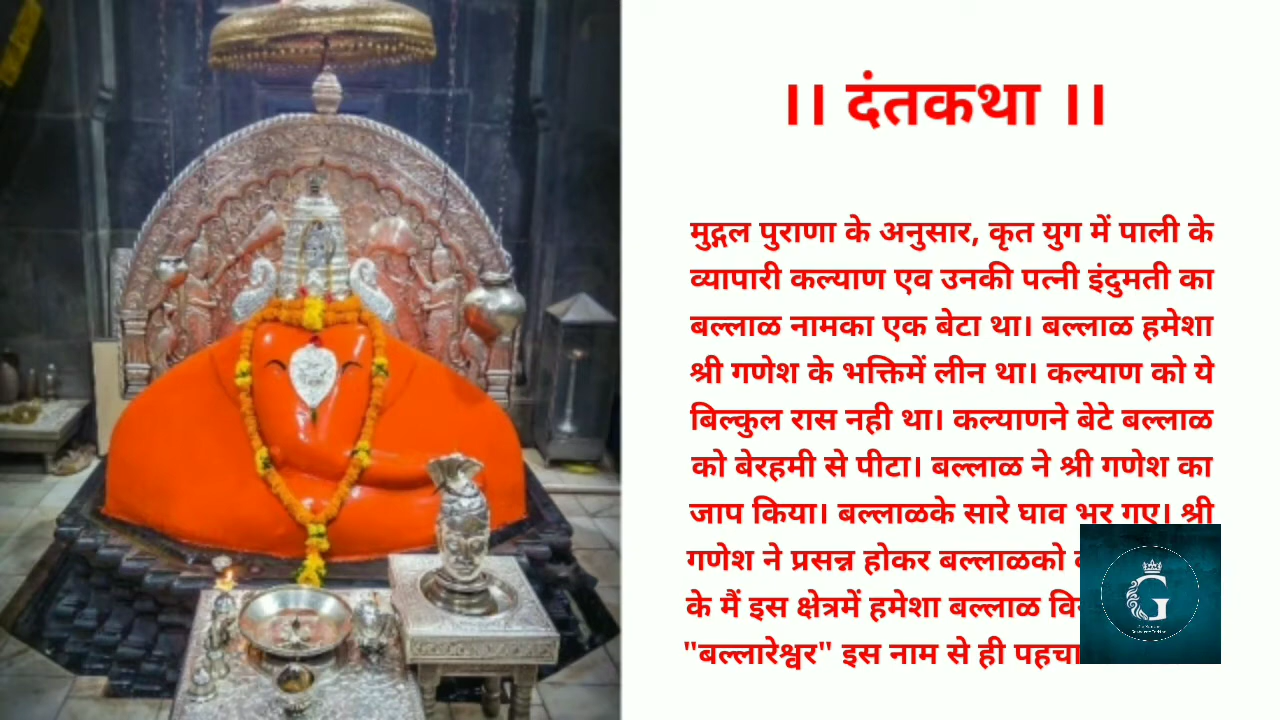 ।। दंतकथा ।।
मुद्गल पुराणा के अनुसार, कृत युग में पाली के
व्यापारी कल्याण एव उनकी पत्नी इंदुमती का
बल्लाळ नामका एक बेटा था। बल्लाळ हमेशा
श्री गणेश के भक्तिमें लीन था। कल्याण को ये
बिल्कुल रास नही था। कल्याणने बेटे बल्लाळ
को बेरहमी से पीटा। बल्लाळ ने श्री गणेश का
जाप किया। बल्लाळके सारे घाव भर गए। श्री
गणेश ने प्रसन्न होकर बल्लाळको
के मैं इस क्षेत्रमें हमेशा बल्लाळ
"बल्लारेश्वर" इस नाम से ही
G